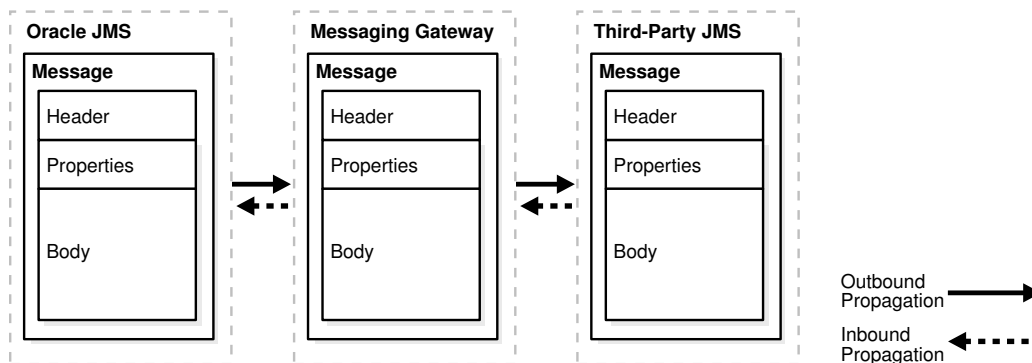 Oracle JMS
Message
Header
Properties
Body
Messaging Gateway
Message
Header
Properties
Body
Third-Party JMS
Message
Header
Properties
Body
Outbound
Propagation
Inbound
Propagation